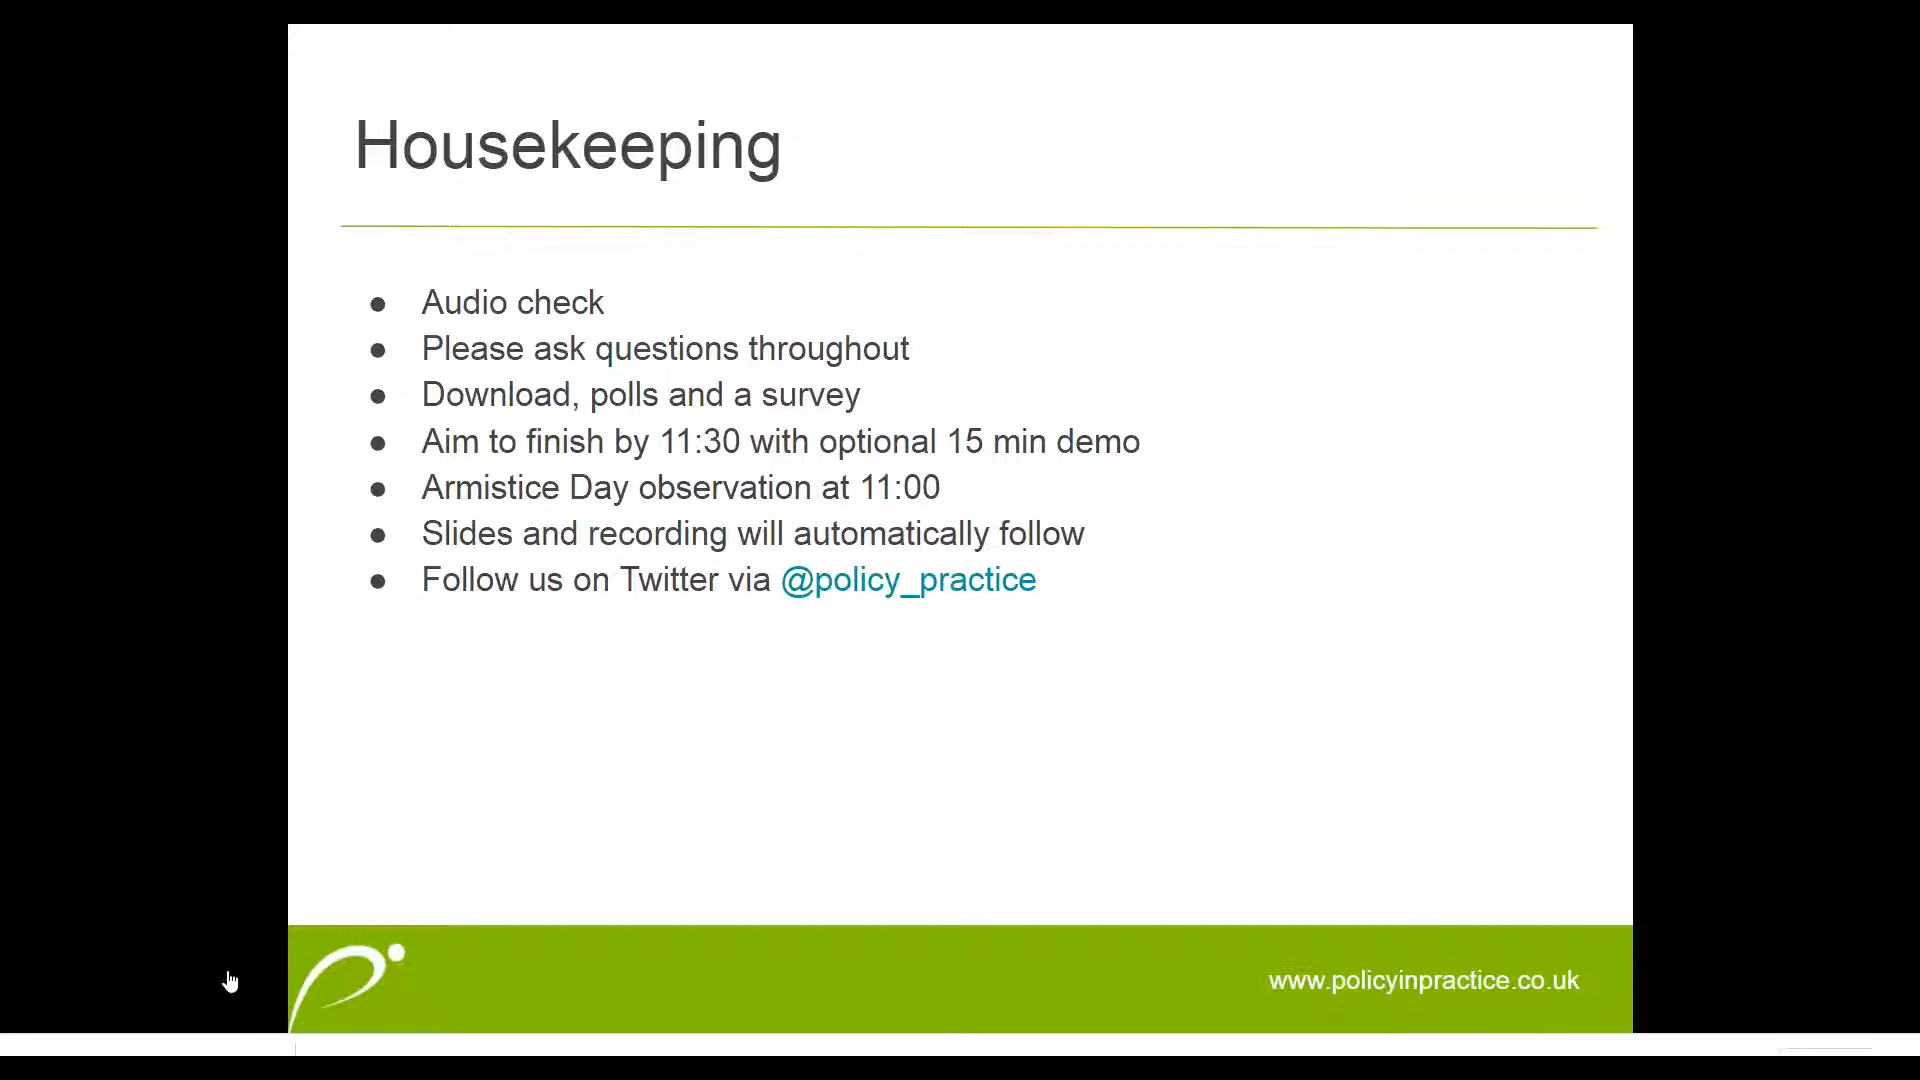 Housekeeping
● Audio check
● Please ask questions throughout
● Download, polls and a survey
● Aim to finish by 11:30 with optional 15 min demo
● Armistice Day observation at 11:00
● Slides and recording will automatically follow
● Follow us on Twitter via @policy_practice
www.policyinpractice.co.uk